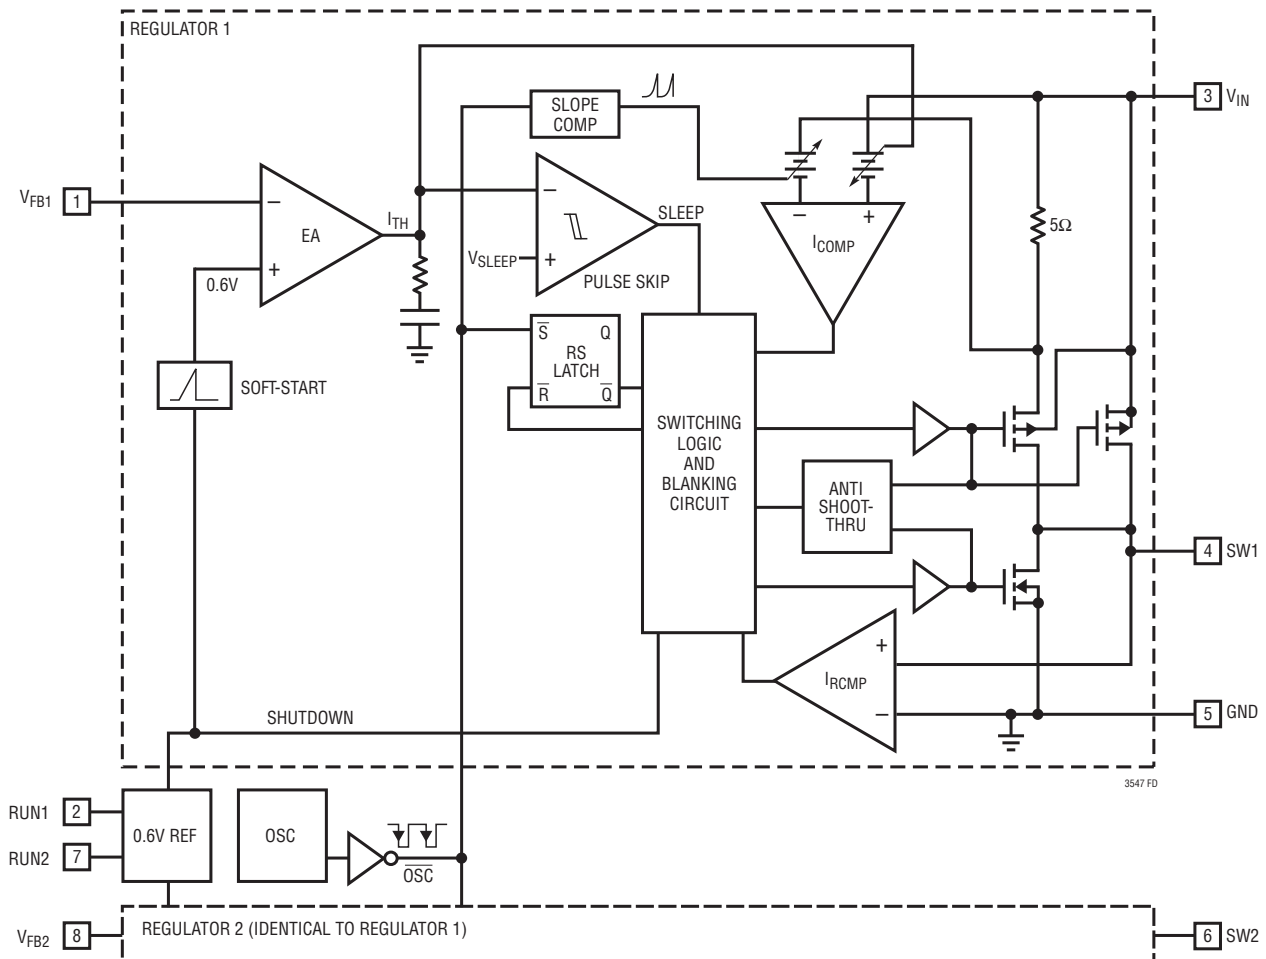 REGULATOR 1
SLOPE
COMP
3 VIN
VFB1 1
−
EA
+
0.6V
ITH
−
VSLEEP +
PULSE SKIP
SLEEP
− +
ICOMP
5Ω
S Q
RS
LATCH
R Q
SOFT-START
SWITCHING
LOGIC
AND
BLANKING
CIRCUIT
ANTI
SHOOT-
THRU
4 SW1
+
IRCMP
−
5 GND
SHUTDOWN
3547 FD
RUN1 2
RUN2 7
0.6V REF
OSC
OSC
REGULATOR 2 (IDENTICAL TO REGULATOR 1)
VFB2 8
6 SW2